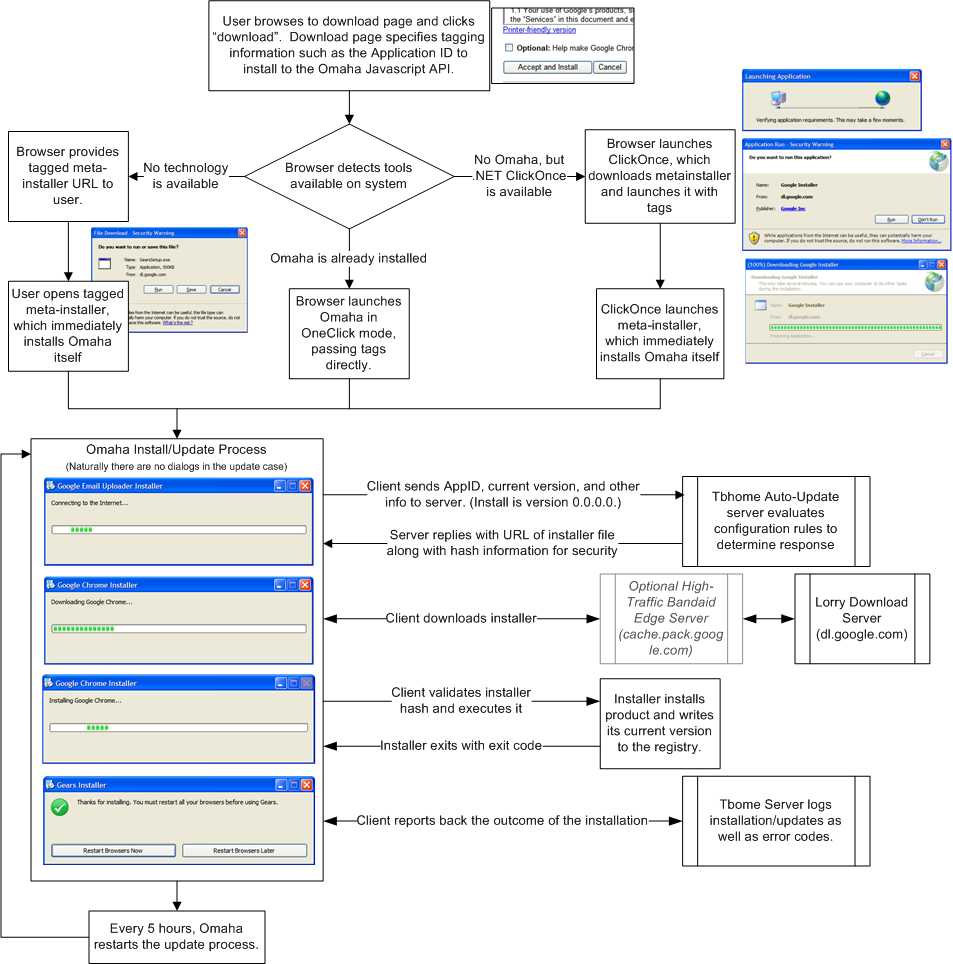 User browses to download page and clicks
“download”. Download page specifies tagging
information such as the Application ID to
install to the Omaha Javascript API.
1.1 Your use of Google's products, s
the “Services” in this document and e
Printer-friendly version
Optional: Help make Google Chror
Accept and Install
Cancel
Launching Application
Verifying application requirements. This may take a few moments.
Browser provides
tagged meta-
installer URL to
user.
No technology
is available
Browser detects tools
available on system
No Omaha, but
.NET ClickOnce
is available
Browser launches
ClickOnce, which
downloads metainstaller
and launches it with
tags
Application Run - Security Warning
Do you want to run this application?
Name: Google Installer
From: dl.google.com
Publisher: Google Inc
Run
Don't Run
While applications from the Internet can be useful, they can potentially harm your
computer. If you do not trust the source, do not run this software. More Information...
File Download - Security Warning
Do you want to run or save this file?
Name: GearsSetup.exe
Type: Application, 500KB
From: dl.google.com
Run
Save
Cancel
iles from the Internet can be useful, this file type can
ally harm your computer. If you do not trust the source, do not
ave this software. What's the risk?
Omaha is already installed
(100%) Downloading Google Installer
Downloading Google Installer
This may take several minutes. You can use your computer to do other tasks
during the installation.
Name: Google Installer
From: dl.google.com
Preparing Application...
Cancel
User opens tagged
meta-installer,
which immediately
installs Omaha
itself
Browser launches
Omaha in
OneClick mode,
passing tags
directly.
ClickOnce launches
meta-installer,
which immediately
installs Omaha itself
Omaha Install/Update Process
(Naturally there are no dialogs in the update case)
Google Email Uploader Installer
Connecting to the Internet...
Client sends AppID, current version, and other
info to server. (Install is version 0.0.0.0.)
Server replies with URL of installer file
along with hash information for security
Tbhome Auto-Update
server evaluates
configuration rules to
determine response
Google Chrome Installer
Downloading Google Chrome...
Client downloads installer
Optional High-
Traffic Bandaid
Edge Server
(cache.pack.goog
le.com)
Lorry Download
Server
(dl.google.com)
Google Chrome Installer
Installing Google Chrome...
Client validates installer
hash and executes it
Installer exits with exit code
Installer installs
product and writes
its current version
to the registry.
Gears Installer
Thanks for installing. You must restart all your browsers before using Gears.
Restart Browsers Now
Restart Browsers Later
Client reports back the outcome of the installation
Tbome Server logs
installation/updates as
well as error codes.
Every 5 hours, Omaha
restarts the update process.